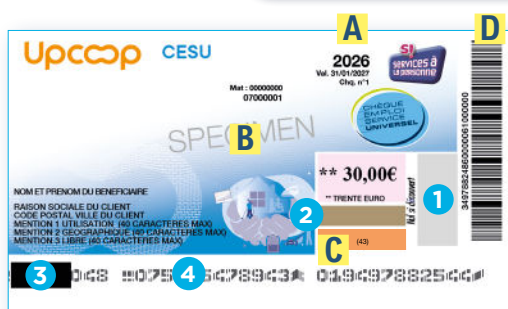 A
D
Upcoop CESU
2026
Val. 31/01/2027
Chq. n°1
services à
la personne
Mat : 00000000
07000001
CHÈQUE
EMPLOI
SERVICE
UNIVERSEL
SPECIMEN
B
** 30,00€
** TRENTE EURO
Nul si découvert
1
349788248600000061000000
NOM ET PRENOM DU BENEFICIAIRE
RAISON SOCIALE DU CLIENT
CODE POSTAL VILLE DU CLIENT
MENTION 1 UTILISATION (40 CARACTERES MAX)
MENTION 2 GEOGRAPHIQUE (40 CARACTERES MAX)
MENTION 3 LIBRE (40 CARACTERES MAX)
2
C
(43)
3
4